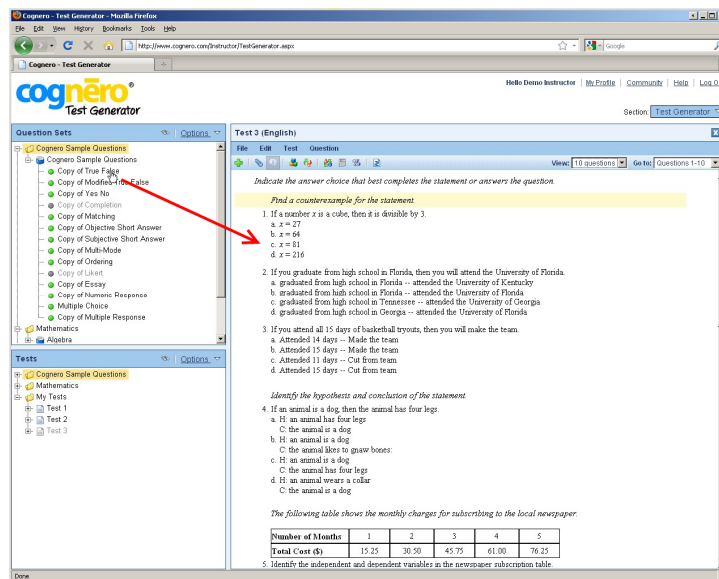 Cognero - Test Generator - Mozilla Firefox
File Edit View History Bookmarks Tools Help
http://www.cognero.com/Instructor/TestGenerator.aspx
Google
Cognero - Test Generator
cognēro®
Test Generator
Hello Demo Instructor | My Profile | Community | Help | Log O
Section: Test Generator
Question Sets Options
Cognero Sample Questions
Cognero Sample Questions
Copy of True False
Copy of Modified True False
Copy of Yes No
Copy of Completion
Copy of Matching
Copy of Objective Short Answer
Copy of Subjective Short Answer
Copy of Multi-Mode
Copy of Ordering
Copy of Likert
Copy of Essay
Copy of Numeric Response
Multiple Choice
Copy of Multiple Response
Mathematics
Algebra
Tests Options
Cognero Sample Questions
Mathematics
My Tests
Test 1
Test 2
Test 3
Test 3 (English)
File Edit Test Question
View: 10 questions Go to: Questions 1-10
Indicate the answer choice that best completes the statement or answers the question.
Find a counterexample for the statement.
1. If a number x is a cube, then it is divisible by 3.
a. x = 27
b. x = 64
c. x = 81
d. x = 216
2. If you graduate from high school in Florida, then you will attend the University of Florida.
a. graduated from high school in Florida -- attended the University of Kentucky
b. graduated from high school in Florida -- attended the University of Florida
c. graduated from high school in Tennessee -- attended the University of Georgia
d. graduated from high school in Georgia -- attended the University of Florida
3. If you attend all 15 days of basketball tryouts, then you will make the team.
a. Attended 14 days -- Made the team
b. Attended 15 days -- Made the team
c. Attended 11 days -- Cut from team
d. Attended 15 days -- Cut from team
Identify the hypothesis and conclusion of the statement.
4. If an animal is a dog, then the animal has four legs.
a. H: an animal has four legs
C: the animal is a dog
b. H: an animal is a dog
C: the animal likes to gnaw bones:
c. H: an animal is a dog
C: the animal has four legs
d. H: an animal wears a collar
C: the animal is a dog
The following table shows the monthly charges for subscribing to the local newspaper.
Number of Months 1 2 3 4 5
Total Cost ($) 15.25 30.50 45.75 61.00 76.25
5. Identify the independent and dependent variables in the newspaper subscription table.
Done